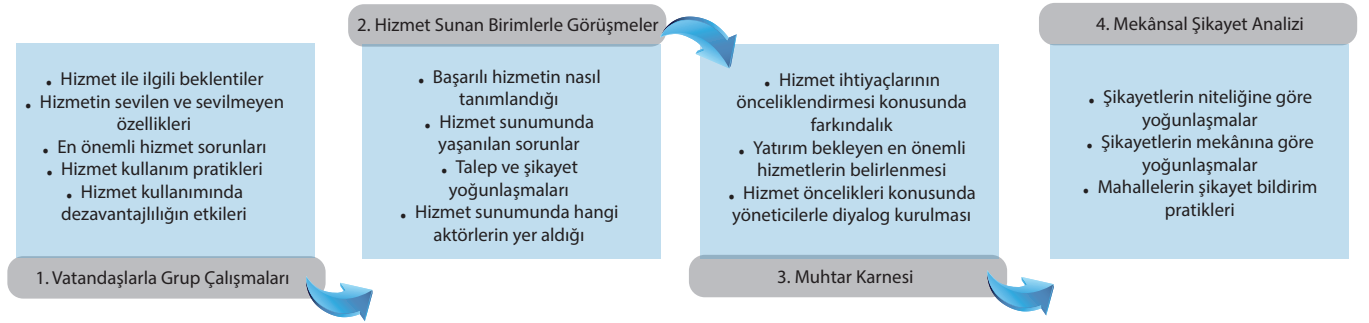 • Hizmet ile ilgili beklentiler
• Hizmetin sevilen ve sevilmeyen
özellikleri
• En önemli hizmet sorunları
• Hizmet kullanım pratikleri
• Hizmet kullanımında
dezavantajlılığın etkileri
1. Vatandaşlarla Grup Çalışmaları
2. Hizmet Sunan Birimlerle Görüşmeler
• Başarılı hizmetin nasıl
tanımlandığı
• Hizmet sunumunda
yaşanılan sorunlar
• Talep ve şikayet
yoğunlaşmaları
• Hizmet sunumunda hangi
aktörlerin yer aldığı
• Hizmet ihtiyaçlarının
önceliklendirmesi konusunda
farkındalık
• Yatırım bekleyen en önemli
hizmetlerin belirlenmesi
• Hizmet öncelikleri konusunda
yöneticilerle diyalog kurulması
3. Muhtar Karnesi
4. Mekânsal Şikayet Analizi
• Şikayetlerin niteliğine göre
yoğunlaşmalar
• Şikayetlerin mekânına göre
yoğunlaşmalar
• Mahallelerin şikayet bildirim
pratikleri